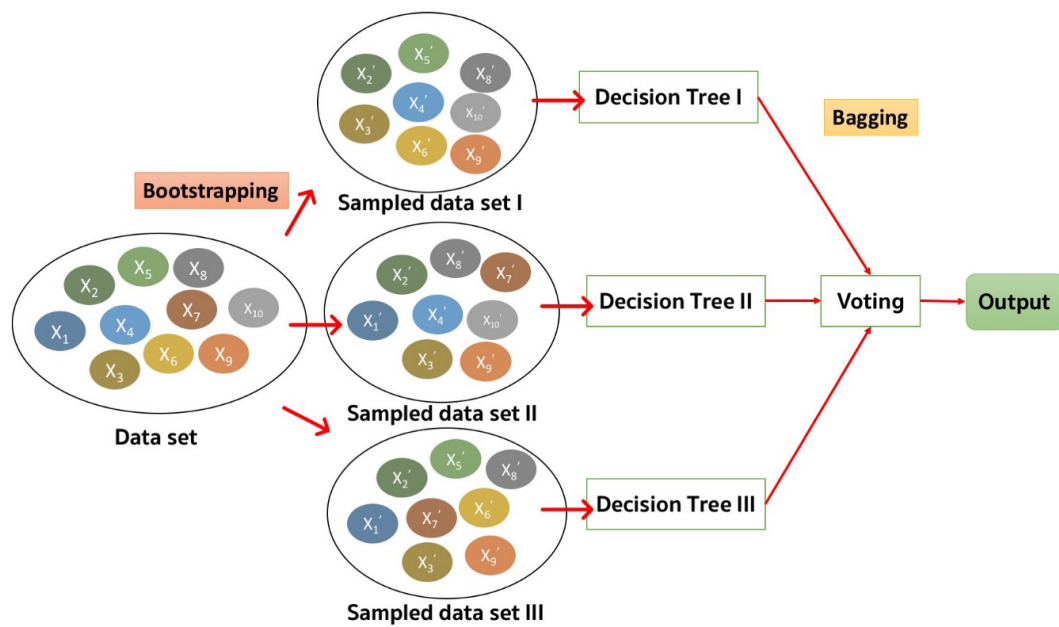 Bootstrapping
X₅′
X₂′
X₈′
X₄′
X₁₀′
X₃′
X₆′
X₉′
Sampled data set I
Decision Tree I
Bagging
X₅
X₈
X₂
X₇
X₁₀
X₄
X₁
X₆
X₉
X₃
Data set
X₈′
X₂′
X₇′
X₁′
X₄′
X₁₀′
X₃′
X₉′
Sampled data set II
Decision Tree II
Voting
Output
X₅′
X₈′
X₂′
X₆′
X₁′
X₇′
X₃′
X₉′
Sampled data set III
Decision Tree III